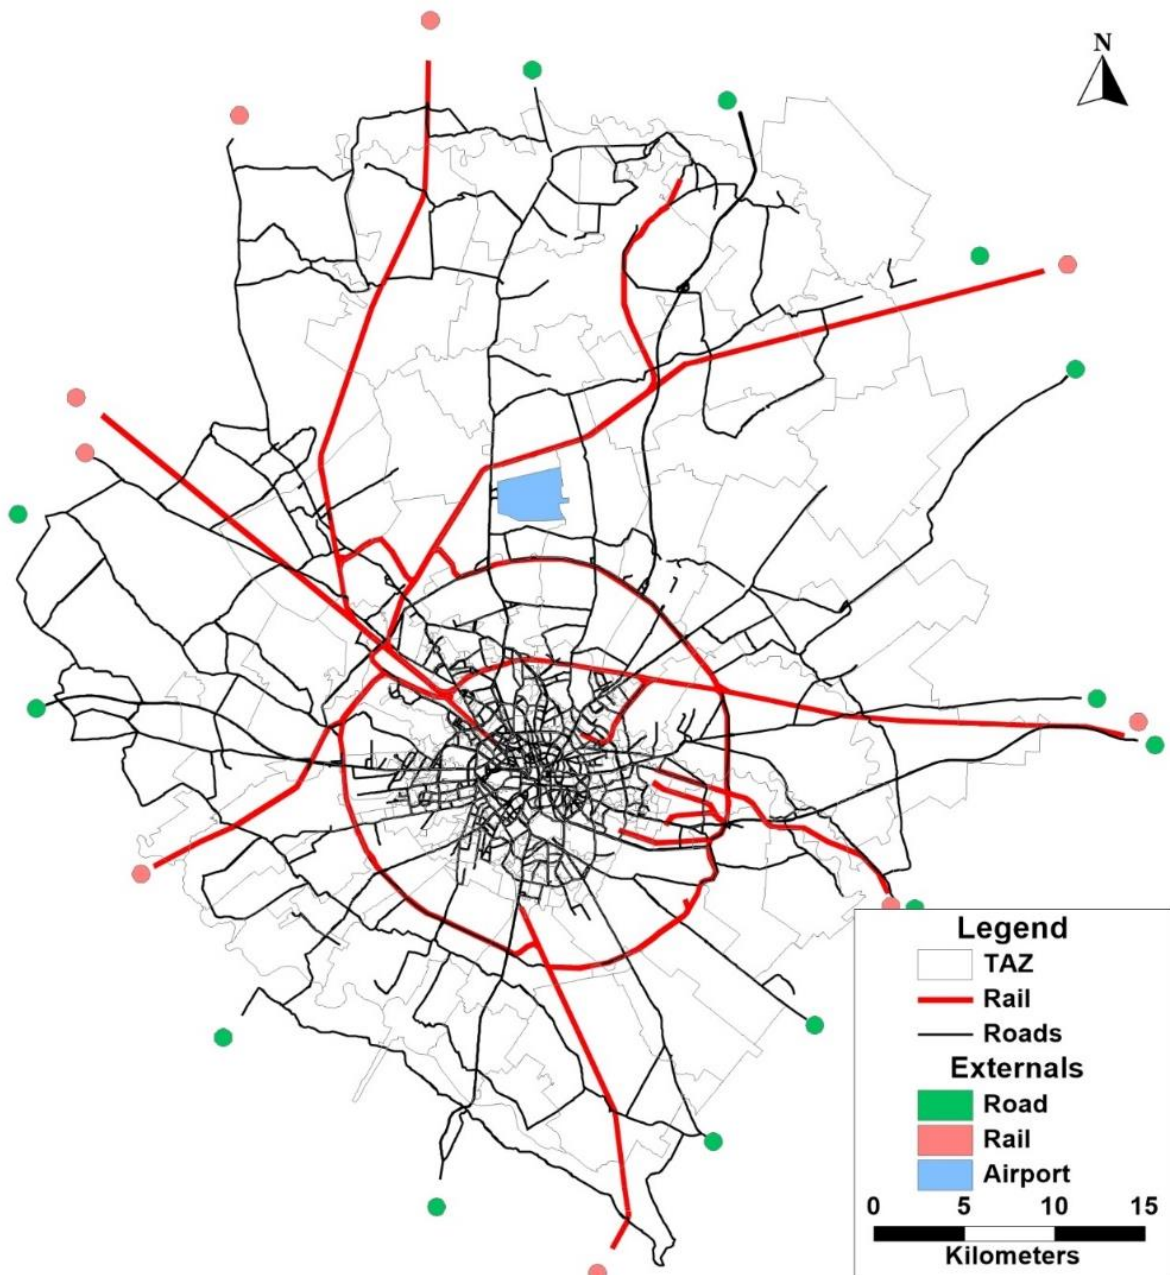 N
Legend
TAZ
Rail
Roads
Externals
Road
Rail
Airport
0 5 10 15
Kilometers